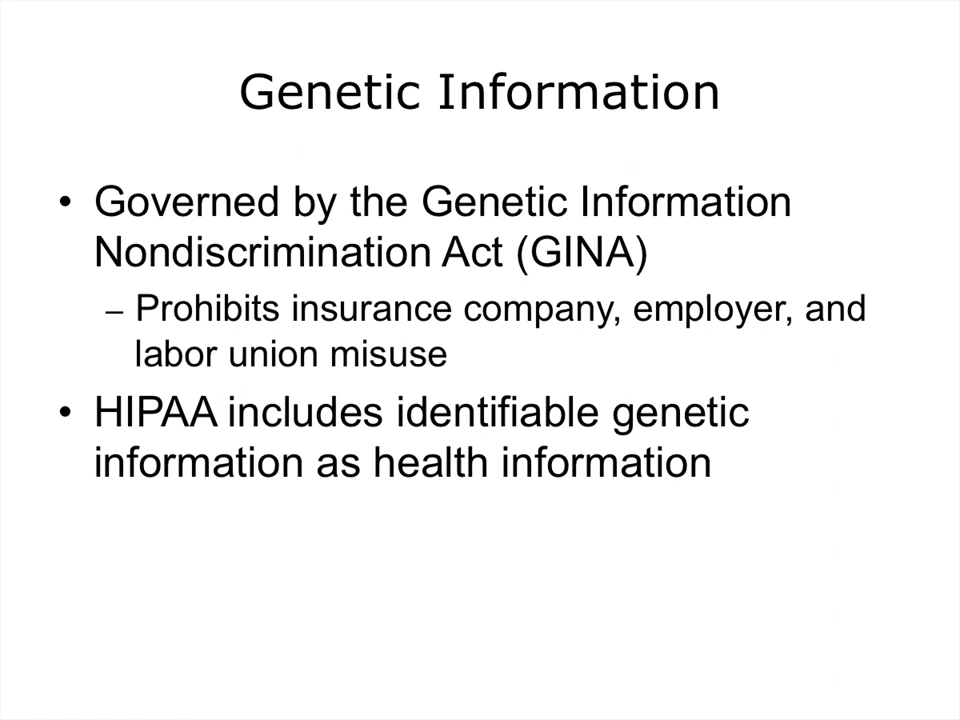 Genetic Information
• Governed by the Genetic Information
Nondiscrimination Act (GINA)
– Prohibits insurance company, employer, and
labor union misuse
• HIPAA includes identifiable genetic
information as health information